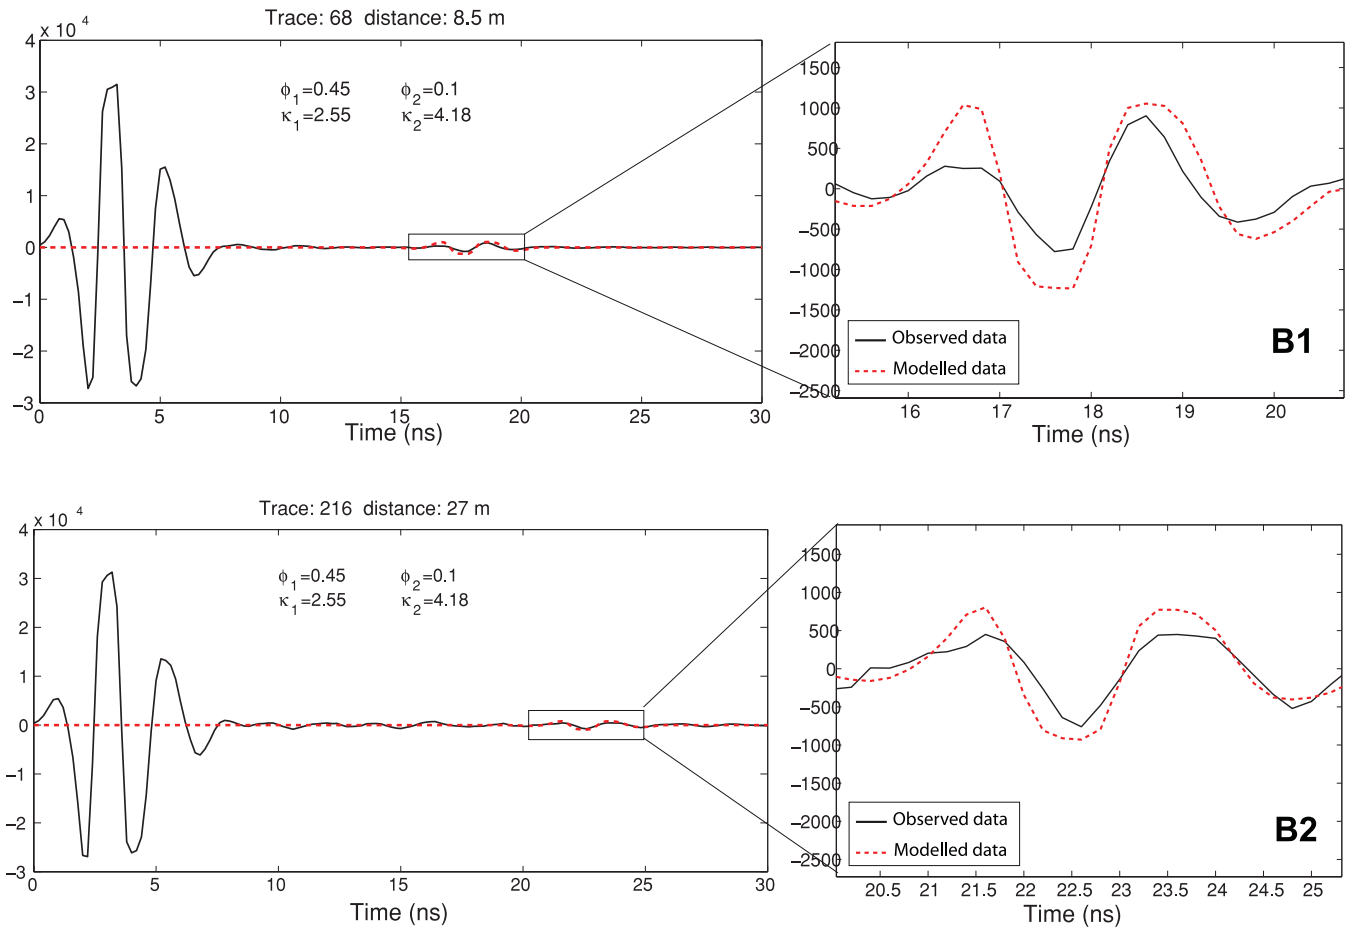 Trace: 68 distance: 8.5 m
x 10 4
4
3
2
1
0
−1
−2
−3
ϕ1=0.45 ϕ2=0.1
κ1=2.55 κ2=4.18
0 5 10 15 20 25 30
Time (ns)
1500
1000
500
0
−500
−1000
−1500
−2000
−2500
Observed data
Modelled data
B1
16 17 18 19 20
Time (ns)
Trace: 216 distance: 27 m
x 10 4
4
3
2
1
0
−1
−2
−3
ϕ1=0.45 ϕ2=0.1
κ1=2.55 κ2=4.18
0 5 10 15 20 25 30
Time (ns)
1500
1000
500
0
−500
−1000
−1500
−2000
−2500
Observed data
Modelled data
B2
20.5 21 21.5 22 22.5 23 23.5 24 24.5 25
Time (ns)